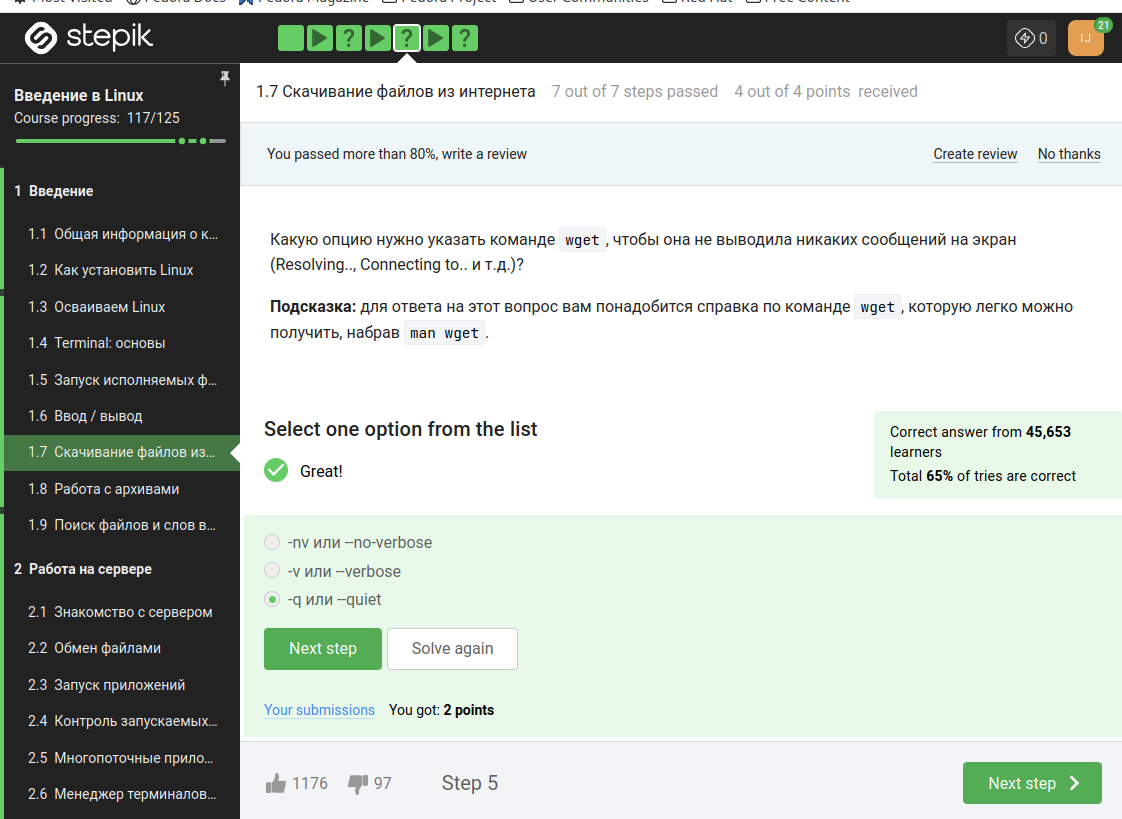 Most Visited Fedora Docs Fedora Magazine Fedora Project User Communities Red Hat Free Content
stepik
? ? ?
0
IJ
21
Введение в Linux
Course progress: 117/125
1 Введение
1.1 Общая информация о к...
1.2 Как установить Linux
1.3 Осваиваем Linux
1.4 Terminal: основы
1.5 Запуск исполняемых ф...
1.6 Ввод / вывод
1.7 Скачивание файлов из...
1.8 Работа с архивами
1.9 Поиск файлов и слов в...
2 Работа на сервере
2.1 Знакомство с сервером
2.2 Обмен файлами
2.3 Запуск приложений
2.4 Контроль запускаемых...
2.5 Многопоточные прило...
2.6 Менеджер терминалов...
1.7 Скачивание файлов из интернета 7 out of 7 steps passed 4 out of 4 points received
You passed more than 80%, write a review
Create review No thanks
Какую опцию нужно указать команде wget, чтобы она не выводила никаких сообщений на экран
(Resolving.., Connecting to.. и т.д.)?
Подсказка: для ответа на этот вопрос вам понадобится справка по команде wget, которую легко можно
получить, набрав man wget.
Select one option from the list
Great!
Correct answer from 45,653
learners
Total 65% of tries are correct
-nv или --no-verbose
-v или --verbose
-q или --quiet
Next step Solve again
Your submissions You got: 2 points
1176 97 Step 5
Next step